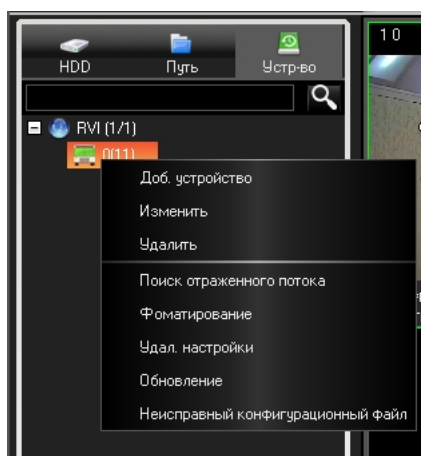 HDD Путь Устр-во
10
RVI (1/1)
0(11)
Доб. устройство
Изменить
Удалить
Поиск отраженного потока
Фоматирование
Удал. настройки
Обновление
Неисправный конфигурационный файл